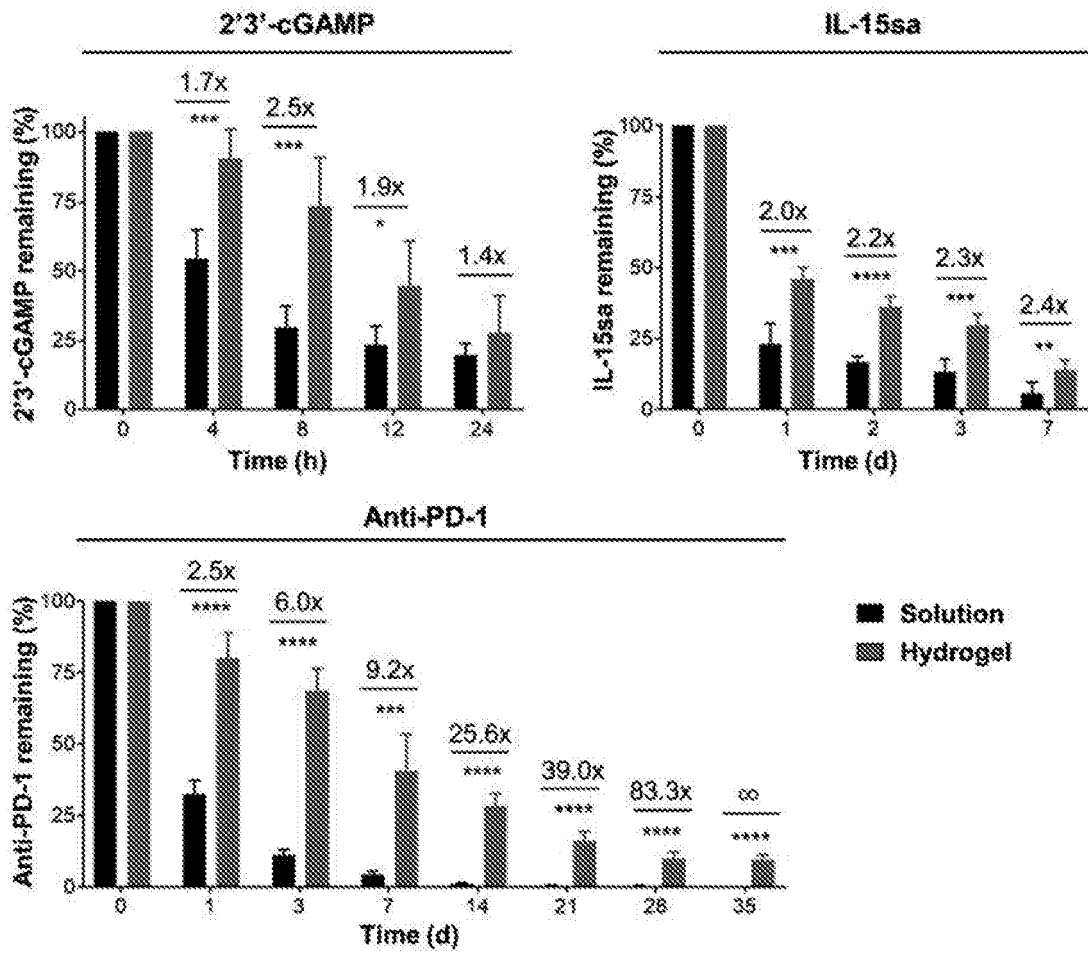 2'3'-cGAMP
2'3'-cGAMP remaining (%)
100
75
50
25
0
1.7x
***
2.5x
***
1.9x
*
1.4x
0 4 8 12 24
Time (h)
IL-15sa
IL-15sa remaining (%)
100
75
50
25
0
2.0x
***
2.2x
****
2.3x
***
2.4x
**
0 1 2 3 7
Time (d)
Anti-PD-1
Anti-PD-1 remaining (%)
100
75
50
25
0
2.5x
****
6.0x
****
9.2x
***
25.6x
****
39.0x
****
83.3x
****
∞
****
0 1 3 7 14 21 28 35
Time (d)
Solution
Hydrogel